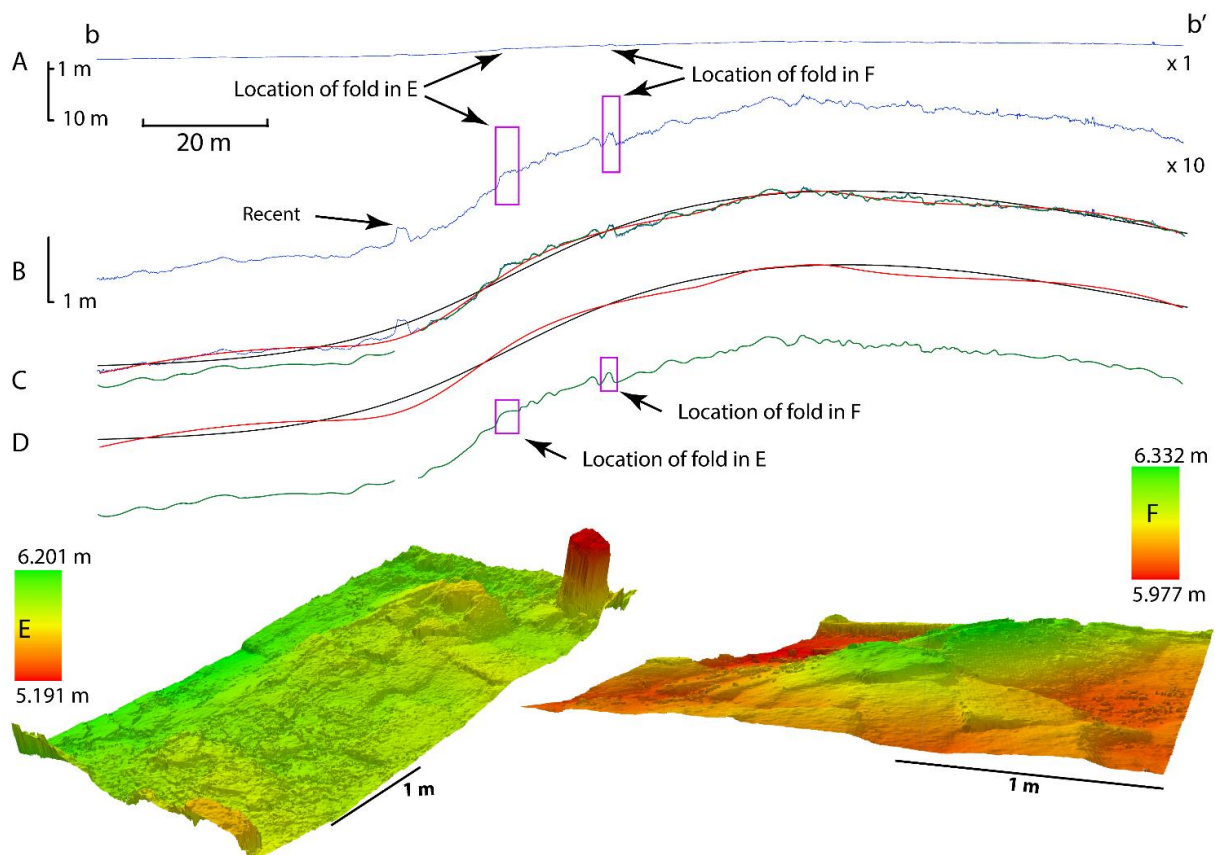 b
b'
A
1 m
10 m
20 m
Location of fold in E
Location of fold in F
x 1
x 10
Recent
B
1 m
C
D
Location of fold in F
Location of fold in E
6.201 m
E
5.191 m
1 m
6.332 m
F
5.977 m
1 m